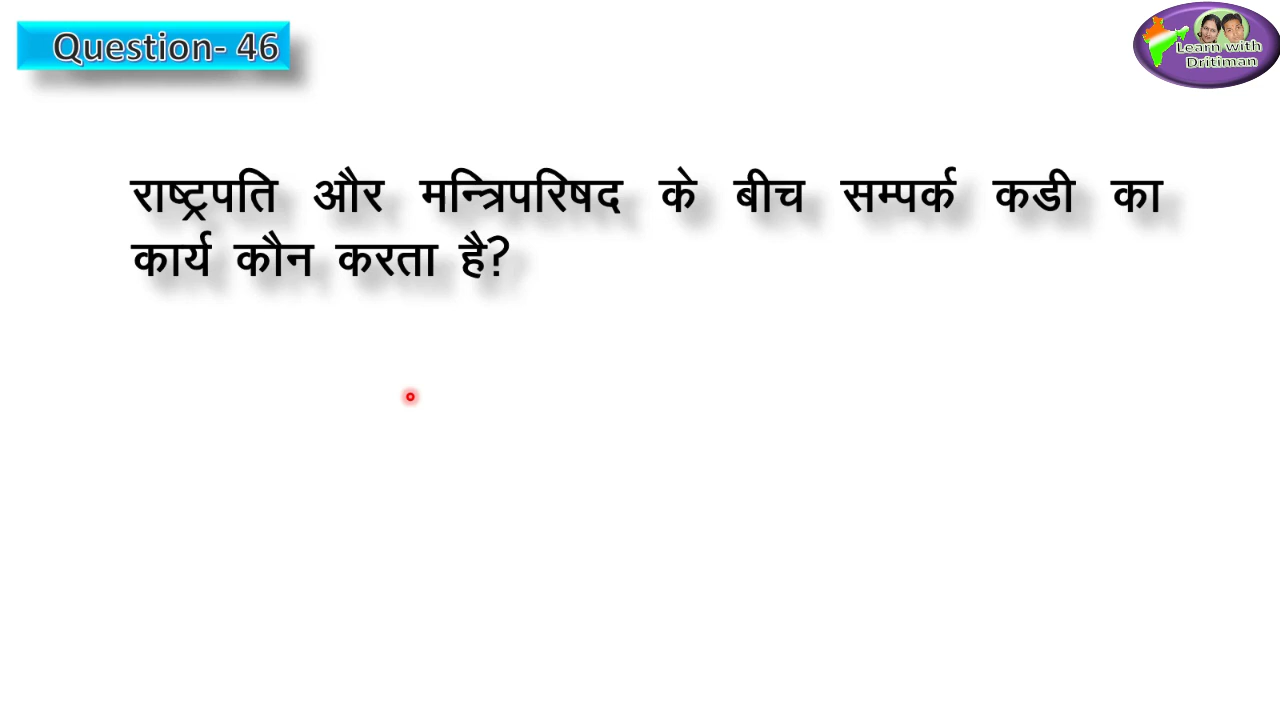 Question- 46
Learn with
Dritiman
राष्ट्रपति और मन्त्रिपरिषद के बीच सम्पर्क कडी का
कार्य कौन करता है?